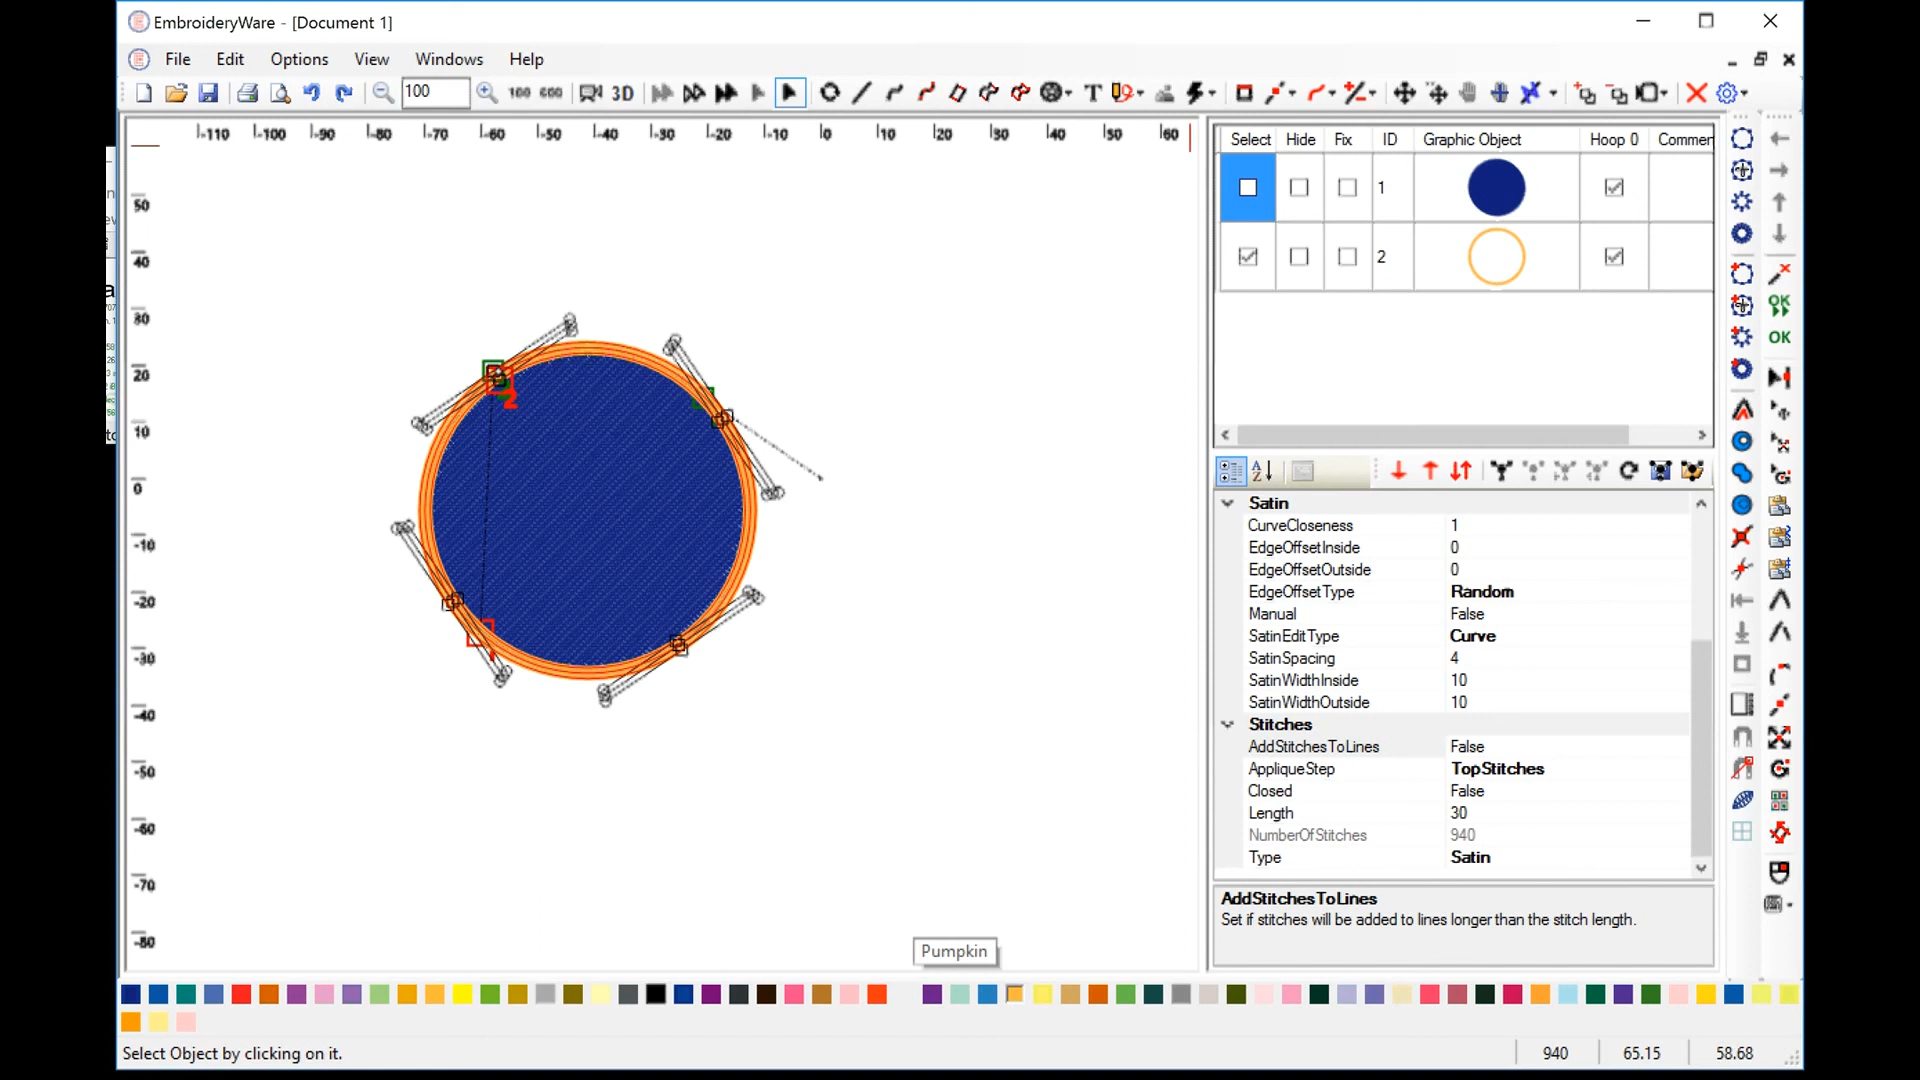 EmbroideryWare - [Document 1]
File Edit Options View Windows Help
100 100 600 3D T
-110 -100 -90 -80 -70 -60 -50 -40 -30 -20 -10 0 10 20 30 40 50 60
50
40
30
20
10
0
-10
-20
-30
-40
-50
-60
-70
-80
2
Select Hide Fix ID Graphic Object Hoop 0 Commer
1
2
A Z
Satin
CurveCloseness 1
EdgeOffsetInside 0
EdgeOffsetOutside 0
EdgeOffsetType Random
Manual False
SatinEditType Curve
SatinSpacing 4
SatinWidthInside 10
SatinWidthOutside 10
Stitches
AddStitchesToLines False
AppliqueStep TopStitches
Closed False
Length 30
NumberOfStitches 940
Type Satin
AddStitchesToLines
Set if stitches will be added to lines longer than the stitch length.
OK
OK
Pumpkin
Select Object by clicking on it.
940 65.15 58.68